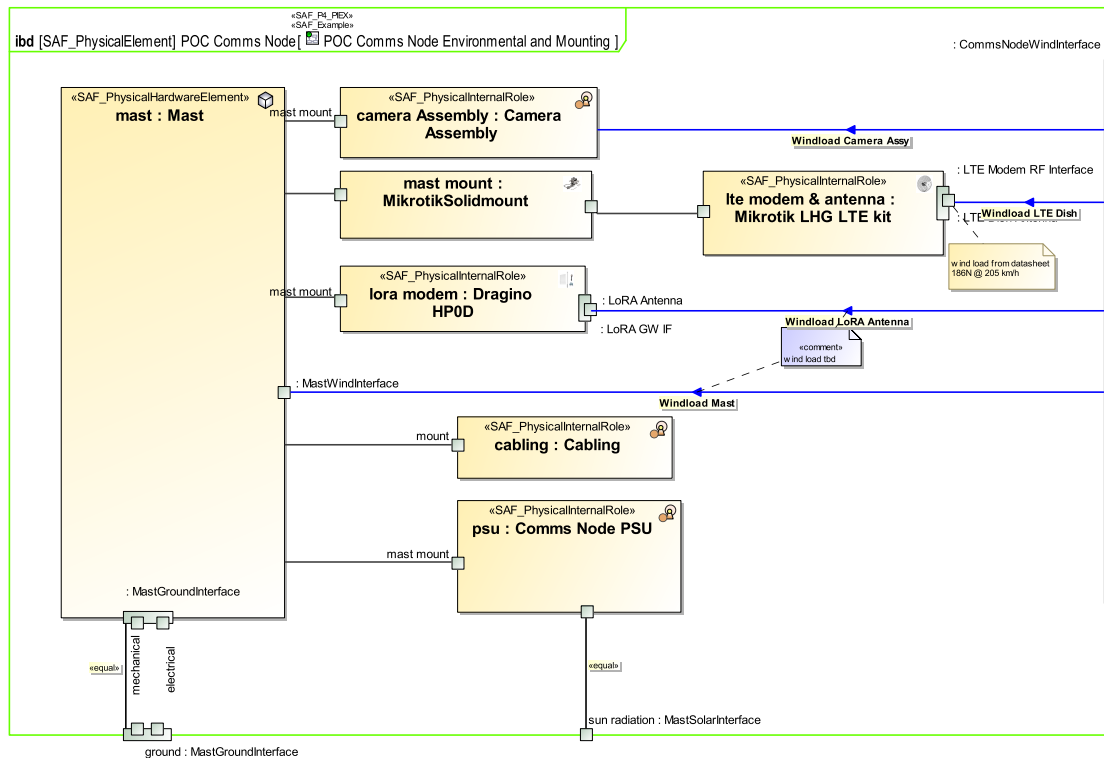 «SAF_P4_PIEX»
«SAF_Example»
ibd [SAF_PhysicalElement] POC Comms Node[ POC Comms Node Environmental and Mounting ]
: CommsNodeWindInterface
«SAF_PhysicalHardwareElement»
mast : Mast
mast mount
«SAF_PhysicalInternalRole»
camera Assembly : Camera
Assembly
Windload Camera Assy
mast mount :
MikrotikSolidmount
«SAF_PhysicalInternalRole»
lte modem & antenna :
Mikrotik LHG LTE kit
: LTE Modem RF Interface
Windload LTE Dish
wind load from datasheet
186N @ 205 km/h
mast mount
«SAF_PhysicalInternalRole»
lora modem : Dragino
HP0D
: LoRA Antenna
: LoRA GW IF
Windload LoRA Antenna
«comment»
wind load tbd
: MastWindInterface
Windload Mast
mount
«SAF_PhysicalInternalRole»
cabling : Cabling
«SAF_PhysicalInternalRole»
psu : Comms Node PSU
mast mount
: MastGroundInterface
mechanical
electrical
«equal»
«equal»
sun radiation : MastSolarInterface
ground : MastGroundInterface